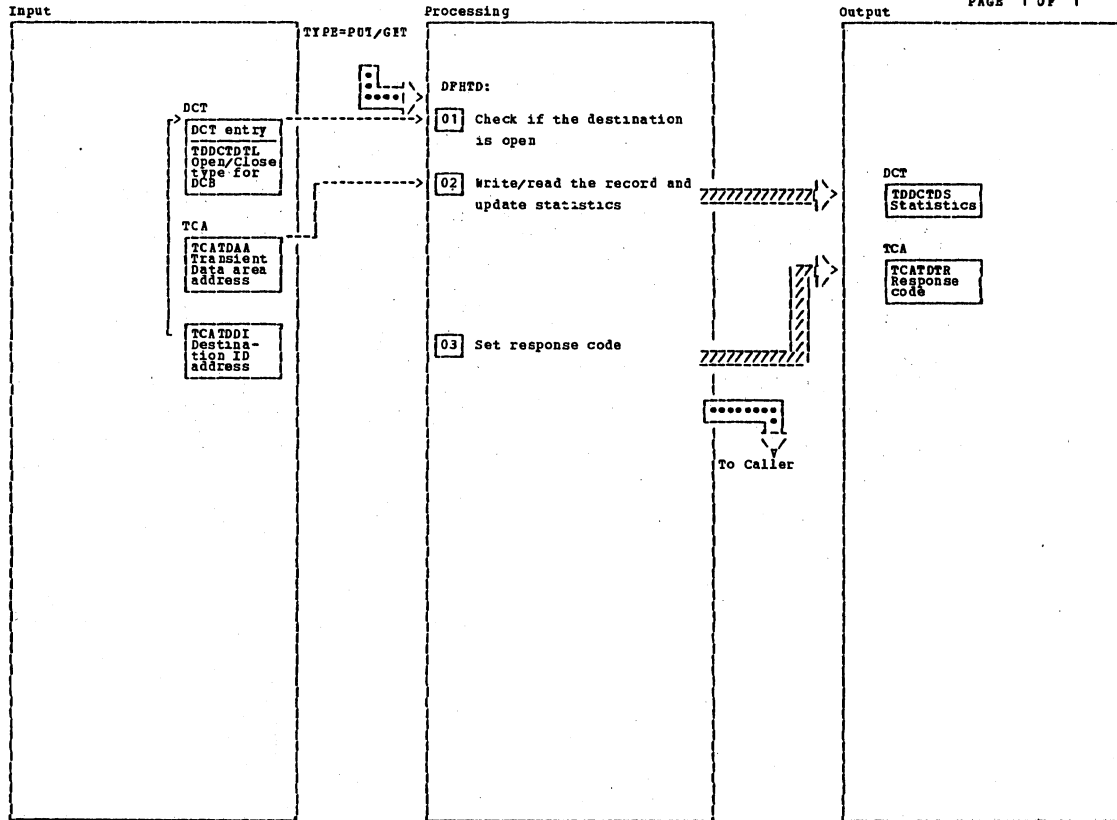 PAGE 1 OF 1
Input
Processing
Output
TYPE=PUT/GET
DFHTD:
DCT
DCT entry
TDDCTDTL
Open/Close
type for
DCB
01 Check if the destination
is open
02 Write/read the record and
update statistics
DCT
TDDCTDS
Statistics
TCA
TCATDAA
Transient
Data area
address
TCA
TCATDTR
Response
code
TCATDDI
Destina-
tion ID
address
03 Set response code
To Caller